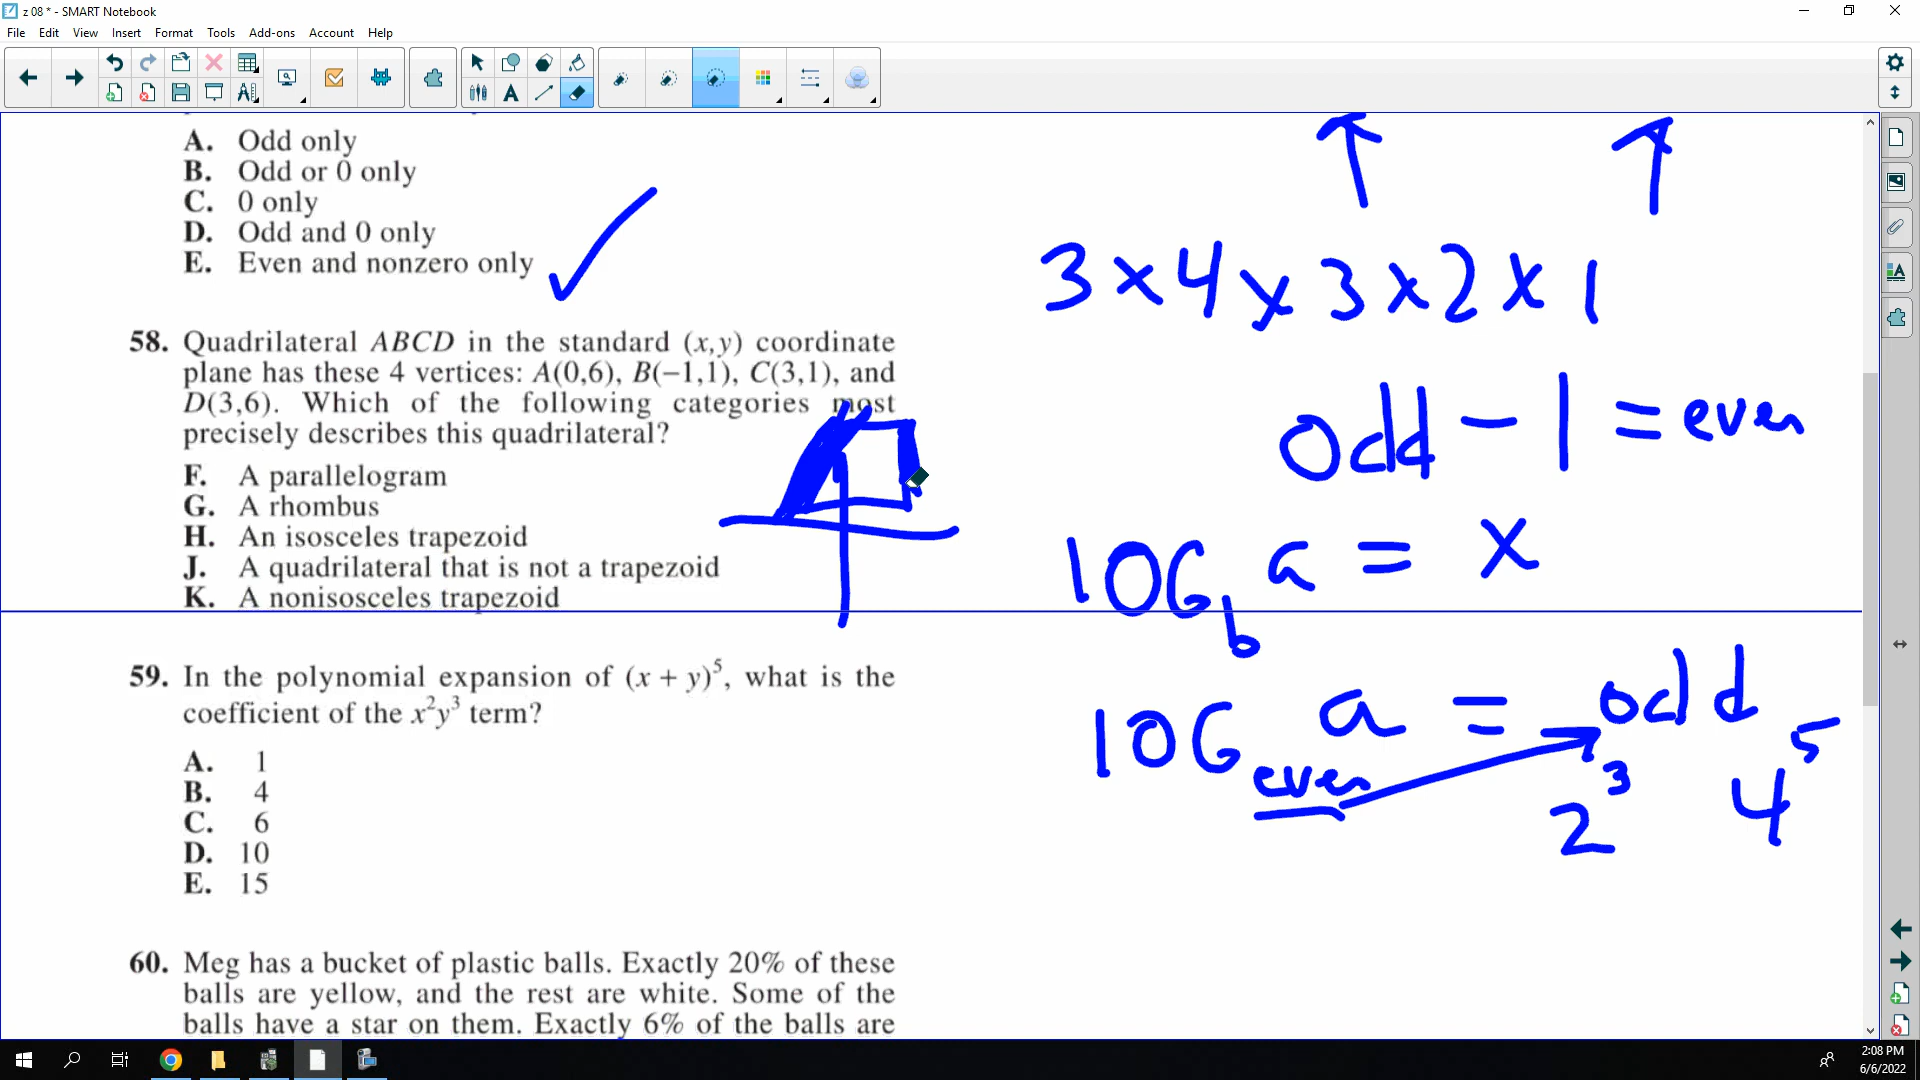 z 08 * - SMART Notebook
File Edit View Insert Format Tools Add-ons Account Help
A. Odd only
B. Odd or 0 only
C. 0 only
D. Odd and 0 only
E. Even and nonzero only
58. Quadrilateral ABCD in the standard (x,y) coordinate
plane has these 4 vertices: A(0,6), B(−1,1), C(3,1), and
D(3,6). Which of the following categories most
precisely describes this quadrilateral?
F. A parallelogram
G. A rhombus
H. An isosceles trapezoid
J. A quadrilateral that is not a trapezoid
K. A nonisosceles trapezoid
59. In the polynomial expansion of (x + y)⁵, what is the
coefficient of the x²y³ term?
A. 1
B. 4
C. 6
D. 10
E. 15
60. Meg has a bucket of plastic balls. Exactly 20% of these
balls are yellow, and the rest are white. Some of the
balls have a star on them. Exactly 6% of the balls are
3 x 4 x 3 x 2 x 1
odd - 1 = even
log_b a = x
log_even a = odd
2³ 4⁵
2:08 PM
6/6/2022